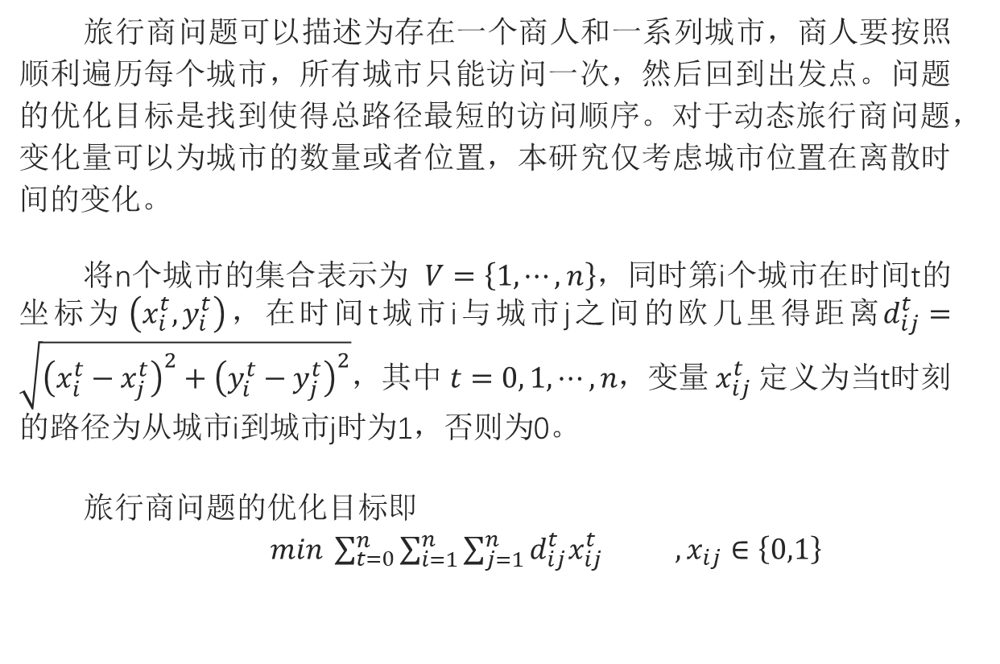 旅行商问题可以描述为存在一个商人和一系列城市，商人要按照
顺利遍历每个城市，所有城市只能访问一次，然后回到出发点。问题
的优化目标是找到使得总路径最短的访问顺序。对于动态旅行商问题，
变化量可以为城市的数量或者位置，本研究仅考虑城市位置在离散时
间的变化。
将n个城市的集合表示为 V = {1,⋯,n}，同时第i个城市在时间t的
坐标为 (x_i^t, y_i^t)，在时间t城市i与城市j之间的欧几里得距离d_{ij}^t =
√((x_i^t − x_j^t)^2 + (y_i^t − y_j^t)^2)，其中 t = 0, 1, ⋯, n，变量 x_{ij}^t 定义为当t时刻
的路径为从城市i到城市j时为1，否则为0。
旅行商问题的优化目标即
min ∑_{t=0}^n ∑_{i=1}^n ∑_{j=1}^n d_{ij}^t x_{ij}^t , x_{ij} ∈ {0,1}